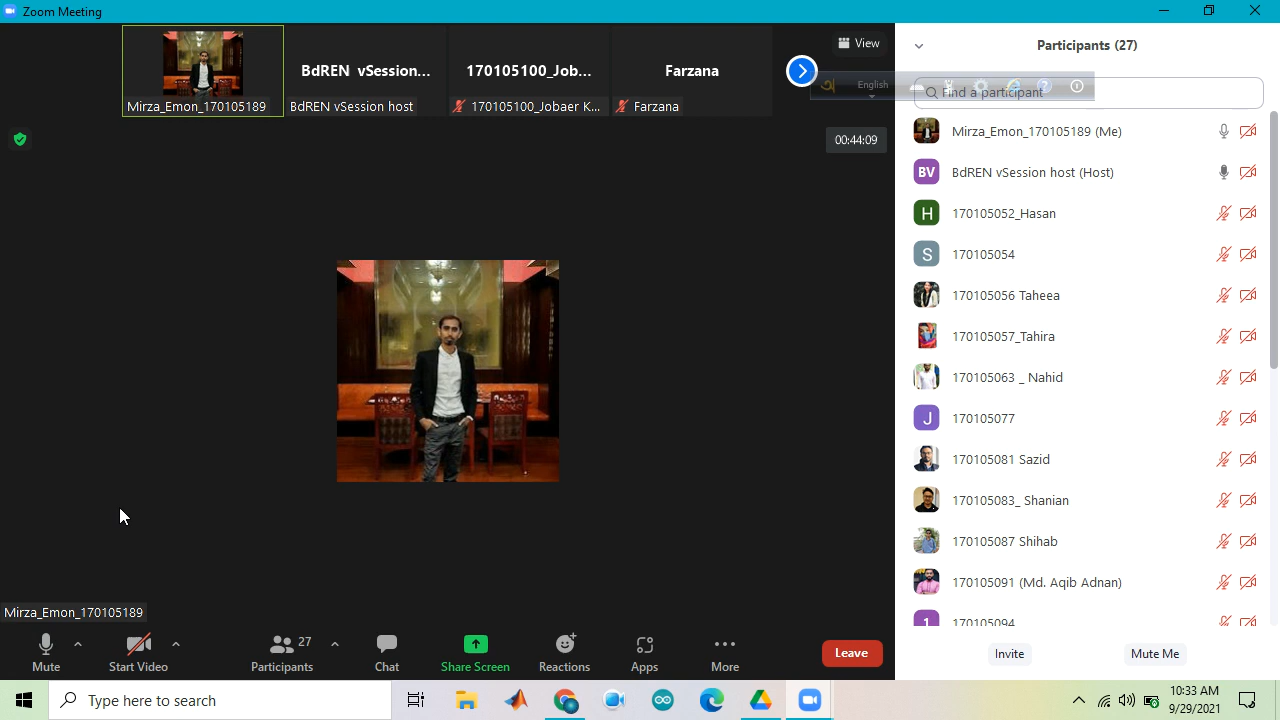 Zoom Meeting
Mirza_Emon_170105189
BdREN vSession...
BdREN vSession host
170105100_Job...
170105100_Jobaer K...
Farzana
Farzana
View
00:44:09
Mirza_Emon_170105189
Mute
Start Video
27
Participants
Chat
Share Screen
Reactions
Apps
More
Leave
Participants (27)
English
Find a participant
Mirza_Emon_170105189 (Me)
BV BdREN vSession host (Host)
H 170105052_Hasan
S 170105054
170105056 Taheea
170105057_Tahira
170105063 _ Nahid
J 170105077
170105081 Sazid
170105083_ Shanian
170105087 Shihab
170105091 (Md. Aqib Adnan)
1 170105094
Invite
Mute Me
Type here to search
10:33 AM
9/29/2021